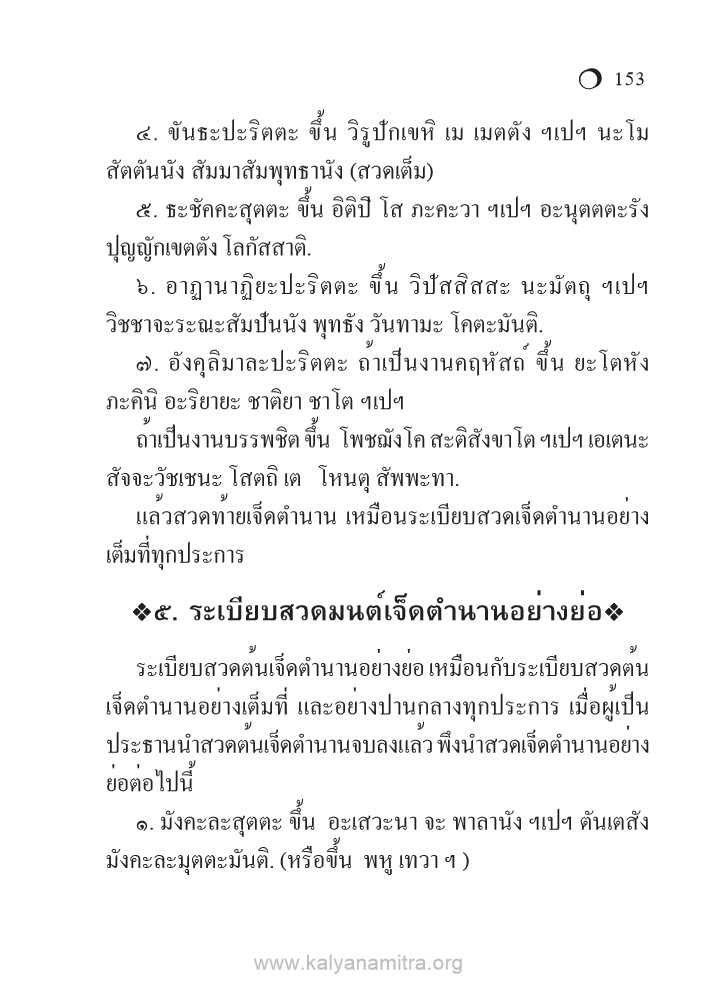 153
๔. ขันธะปะริตตะ ขึ้น วิรูปักเขหิ เม เมตตัง ฯเปฯ นะโม
สัตตันนัง สัมมาสัมพุทธานัง (สวดเต็ม)
๕. ธะชัคคะสุตตะ ขึ้น อิติปิ โส ภะคะวา ฯเปฯ อะนุตตตะรัง
ปุญญักเขตตัง โลกัสสาติ.
๖. อาฏานาฏิยะปะริตตะ ขึ้น วิปัสสิสสะ นะมัตถุ ฯเปฯ
วิชชาจะระณะสัมปันนัง พุทธัง วันทามะ โคตะมันติ.
๗. อังคุลิมาละปะริตตะ ถ้าเป็นงานคฤหัสถ์ ขึ้น ยะโตหัง
ภะคินิ อะริยายะ ชาติยา ชาโต ฯเปฯ
ถ้าเป็นงานบรรพชิต ขึ้น โพชฌังโค สะติสังขาโต ฯเปฯ เอเตนะ
สัจจะวัชเชนะ โสตถิ เต โหนตุ สัพพะทา.
แล้วสวดท้ายเจ็ดตำนาน เหมือนระเบียบสวดเจ็ดตำนานอย่าง
เต็มที่ทุกประการ
❖๕. ระเบียบสวดมนต์เจ็ดตำนานอย่างย่อ❖
ระเบียบสวดต้นเจ็ดตำนานอย่างย่อ เหมือนกับระเบียบสวดต้น
เจ็ดตำนานอย่างเต็มที่ และอย่างปานกลางทุกประการ เมื่อผู้เป็น
ประธานนำสวดต้นเจ็ดตำนานจบลงแล้ว พึงนำสวดเจ็ดตำนานอย่าง
ย่อต่อไปนี้
๑. มังคะละสุตตะ ขึ้น อะเสวะนา จะ พาลานัง ฯเปฯ ตันเตสัง
มังคะละมุตตะมันติ. (หรือขึ้น พหู เทวา ฯ )
www.kalyanamitra.org